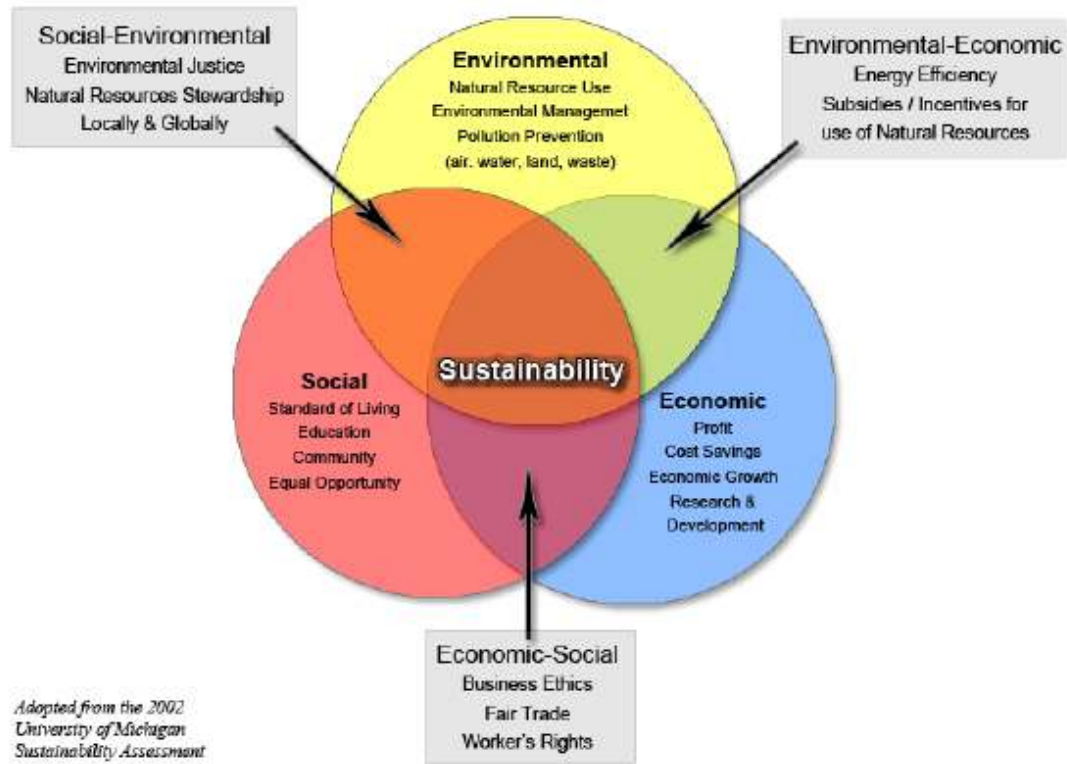 Social-Environmental
Environmental Justice
Natural Resources Stewardship
Locally & Globally
Environmental
Natural Resource Use
Environmental Managemet
Pollution Prevention
(air. water, land, waste)
Environmental-Economic
Energy Efficiency
Subsidies / Incentives for
use of Natural Resources
Sustainability
Social
Standard of Living
Education
Community
Equal Opportunity
Economic
Profit
Cost Savings
Economic Growth
Research &
Development
Economic-Social
Business Ethics
Fair Trade
Worker's Rights
Adopted from the 2002
University of Michigan
Sustainability Assessment